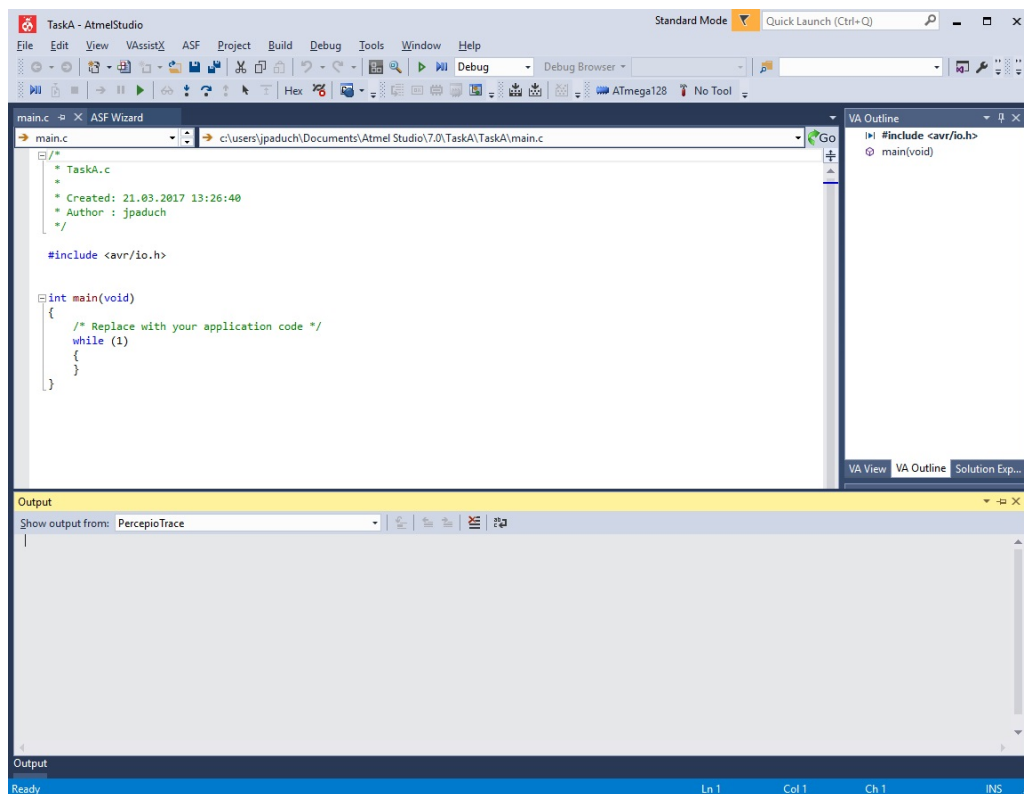 TaskA - AtmelStudio
Standard Mode
Quick Launch (Ctrl+Q)
File Edit View VAssistX ASF Project Build Debug Tools Window Help
Debug Debug Browser
Hex ATmega128 No Tool
main.c ASF Wizard
main.c c:\users\jpaduch\Documents\Atmel Studio\7.0\TaskA\TaskA\main.c Go
/*
* TaskA.c
*
* Created: 21.03.2017 13:26:40
* Author : jpaduch
*/
#include <avr/io.h>
int main(void)
{
/* Replace with your application code */
while (1)
{
}
}
VA Outline
#include <avr/io.h>
main(void)
VA View VA Outline Solution Exp...
Output
Show output from: PercepioTrace
Output
Ready Ln 1 Col 1 Ch 1 INS